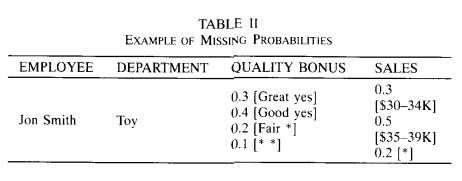 TABLE II
EXAMPLE OF MISSING PROBABILITIES
EMPLOYEE DEPARTMENT QUALITY BONUS SALES
Jon Smith Toy 0.3 [Great yes] 0.3
0.4 [Good yes] [$30–34K]
0.2 [Fair *] 0.5
0.1 [* *] [$35–39K]
0.2 [*]